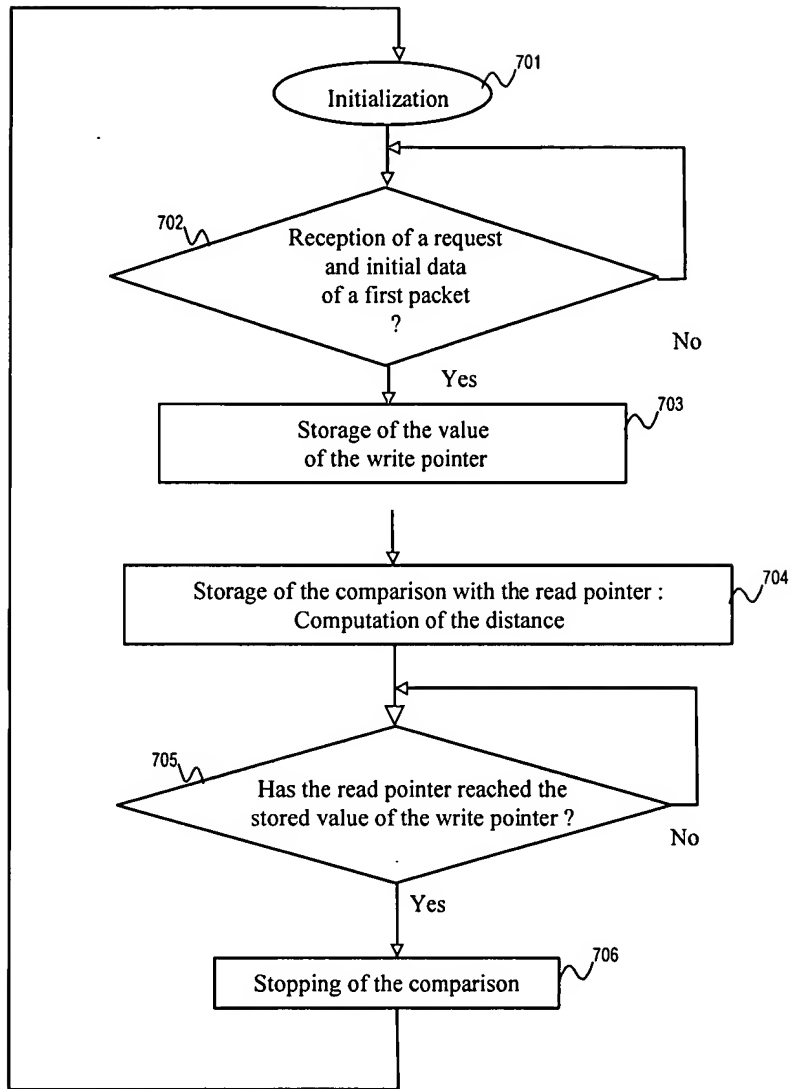 701
Initialization
702
Reception of a request
and initial data
of a first packet
?
No
Yes
703
Storage of the value
of the write pointer
704
Storage of the comparison with the read pointer :
Computation of the distance
705
Has the read pointer reached the
stored value of the write pointer ?
No
Yes
706
Stopping of the comparison